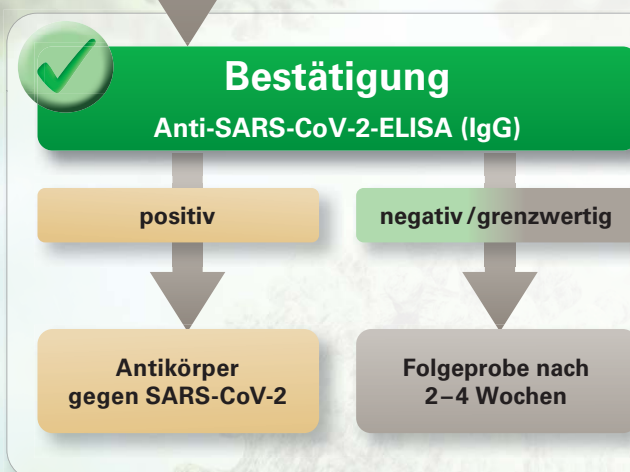 Bestätigung
Anti-SARS-CoV-2-ELISA (IgG)
positiv
negativ/grenzwertig
Antikörper
gegen SARS-CoV-2
Folgeprobe nach
2–4 Wochen